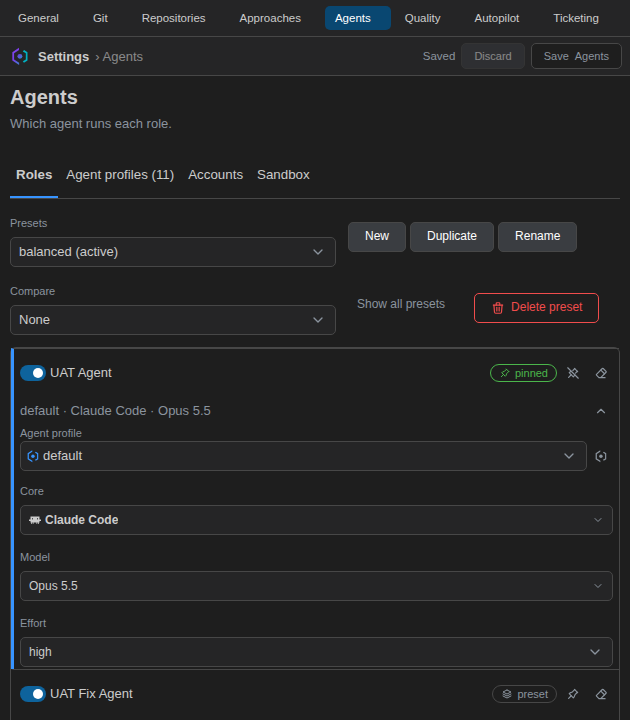 General Git Repositories Approaches Agents Quality Autopilot Ticketing
Settings › Agents Saved Discard Save Agents
Agents
Which agent runs each role.
Roles Agent profiles (11) Accounts Sandbox
Presets
balanced (active) New Duplicate Rename
Compare
None Show all presets Delete preset
UAT Agent pinned
default · Claude Code · Opus 5.5
Agent profile
default
Core
Claude Code
Model
Opus 5.5
Effort
high
UAT Fix Agent preset